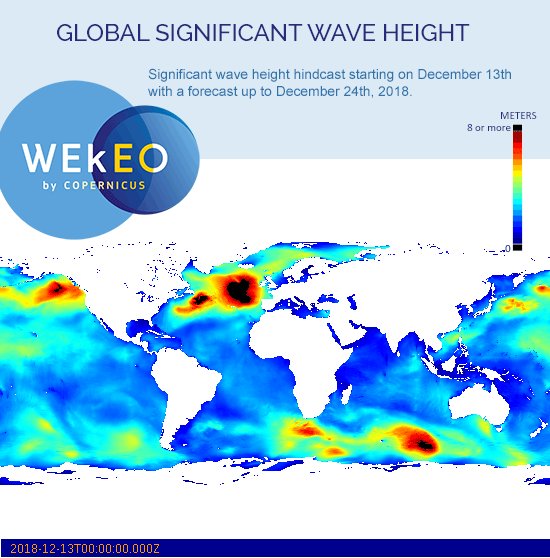 GLOBAL SIGNIFICANT WAVE HEIGHT
Significant wave height hindcast starting on December 13th
with a forecast up to December 24th, 2018.
METERS
8 or more
WEkEO
by COPERNICUS
0
2018-12-13T00:00:00.000Z